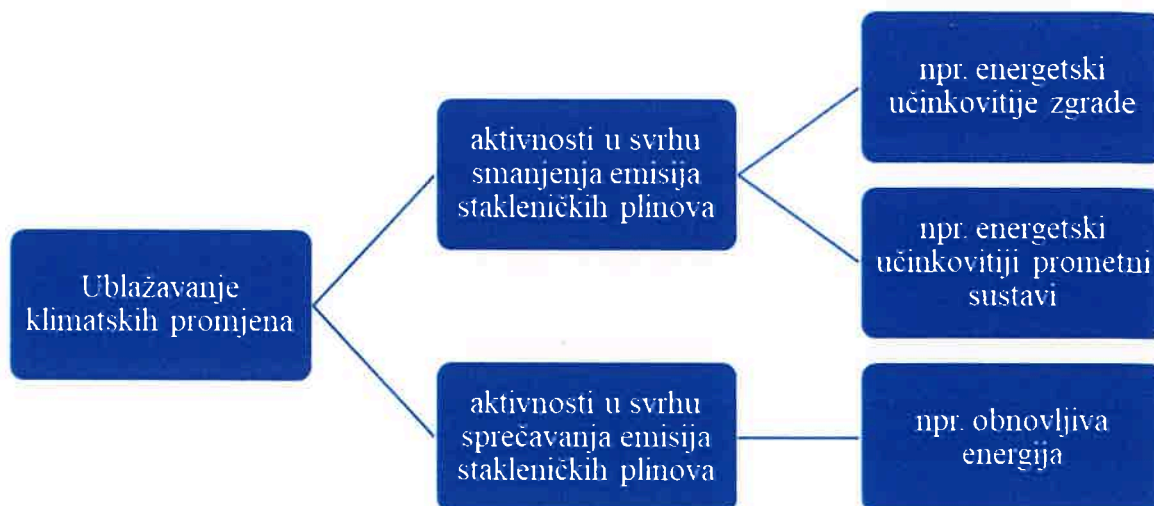 Ublažavanje
klimatskih promjena
aktivnosti u svrhu
smanjenja emisija
stakleničkih plinova
npr. energetski
učinkovitije zgrade
npr. energetski
učinkovitiji prometni
sustavi
aktivnosti u svrhu
sprečavanja emisija
stakleničkih plinova
npr. obnovljiva
energija